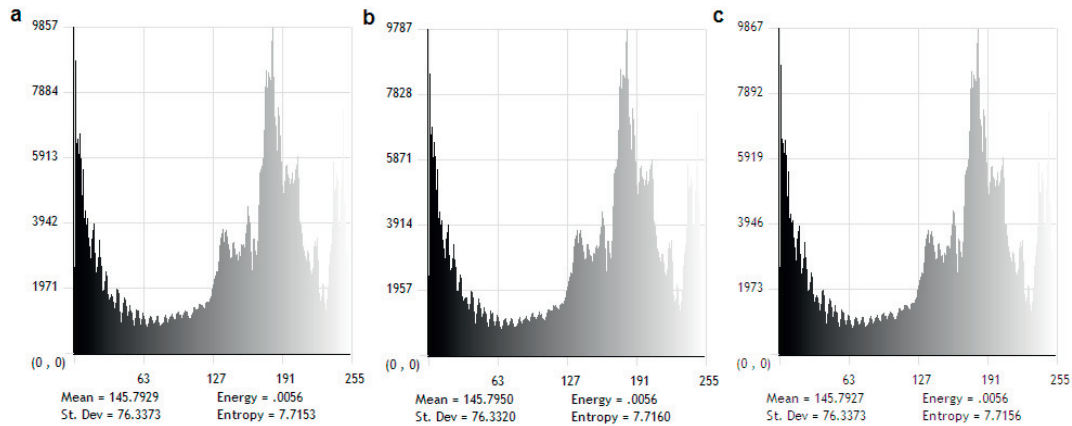 a
9857
7884
5913
3942
1971
(0 , 0)
63 127 191 255
Mean = 145.7929 Energy = .0056
St. Dev = 76.3373 Entropy = 7.7153
b
9787
7828
5871
3914
1957
(0 , 0)
63 127 191 255
Mean = 145.7950 Energy = .0056
St. Dev = 76.3320 Entropy = 7.7160
c
9867
7892
5919
3946
1973
(0 , 0)
63 127 191 255
Mean = 145.7927 Energy = .0056
St. Dev = 76.3373 Entropy = 7.7156